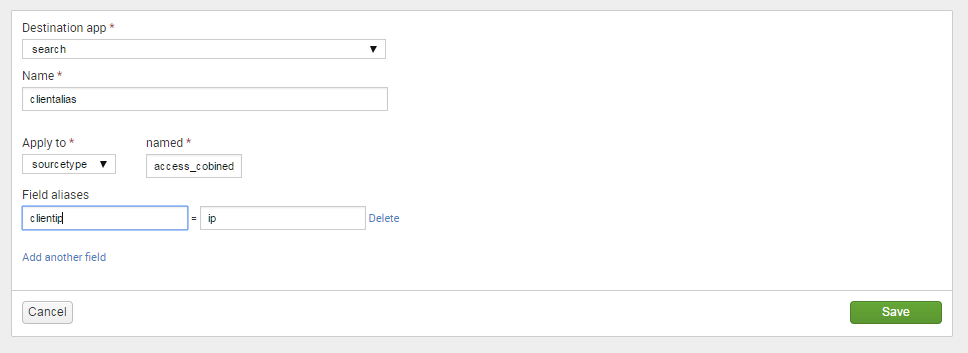 Destination app *
search
Name *
clientalias
Apply to * named *
sourcetype access_cobined
Field aliases
clientip = ip Delete
Add another field
Cancel Save